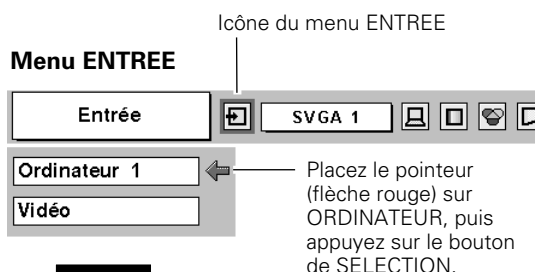 Icône du menu ENTREE
Menu ENTREE
Entrée
SVGA 1
Ordinateur 1
Vidéo
Placez le pointeur
(flèche rouge) sur
ORDINATEUR, puis
appuyez sur le bouton
de SELECTION.